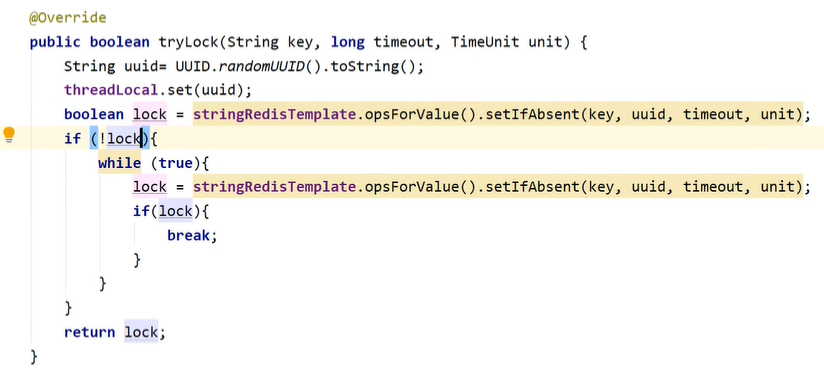 @Override
public boolean tryLock(String key, long timeout, TimeUnit unit) {
    String uuid= UUID.randomUUID().toString();
    threadLocal.set(uuid);
    boolean lock = stringRedisTemplate.opsForValue().setIfAbsent(key, uuid, timeout, unit);
    if (!lock){
        while (true){
            lock = stringRedisTemplate.opsForValue().setIfAbsent(key, uuid, timeout, unit);
            if(lock){
                break;
            }
        }
    }
    return lock;
}